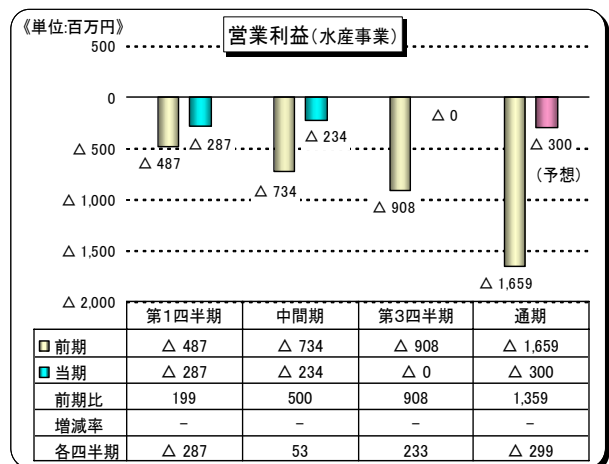 《単位:百万円》
営業利益(水産事業)
500
0
△ 500
△ 1,000
△ 1,500
△ 2,000
△ 487
△ 287
△ 734
△ 234
△ 908
△ 0
△ 1,659
△ 300
(予想)
第1四半期 中間期 第3四半期 通期
前期 △ 487 △ 734 △ 908 △ 1,659
当期 △ 287 △ 234 △ 0 △ 300
前期比 199 500 908 1,359
増減率 − − − −
各四半期 △ 287 53 233 △ 299